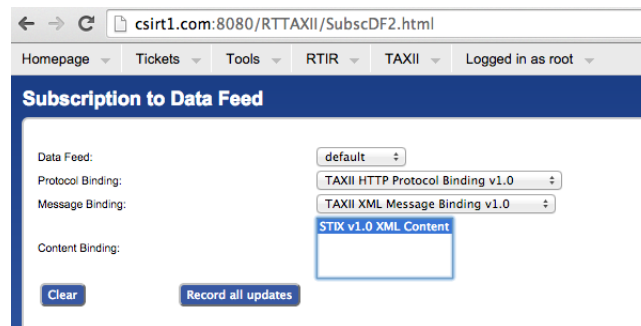 csirt1.com:8080/RTTAXII/SubscDF2.html
Homepage Tickets Tools RTIR TAXII Logged in as root
Subscription to Data Feed
Data Feed: default
Protocol Binding: TAXII HTTP Protocol Binding v1.0
Message Binding: TAXII XML Message Binding v1.0
STIX v1.0 XML Content
Content Binding:
Clear Record all updates